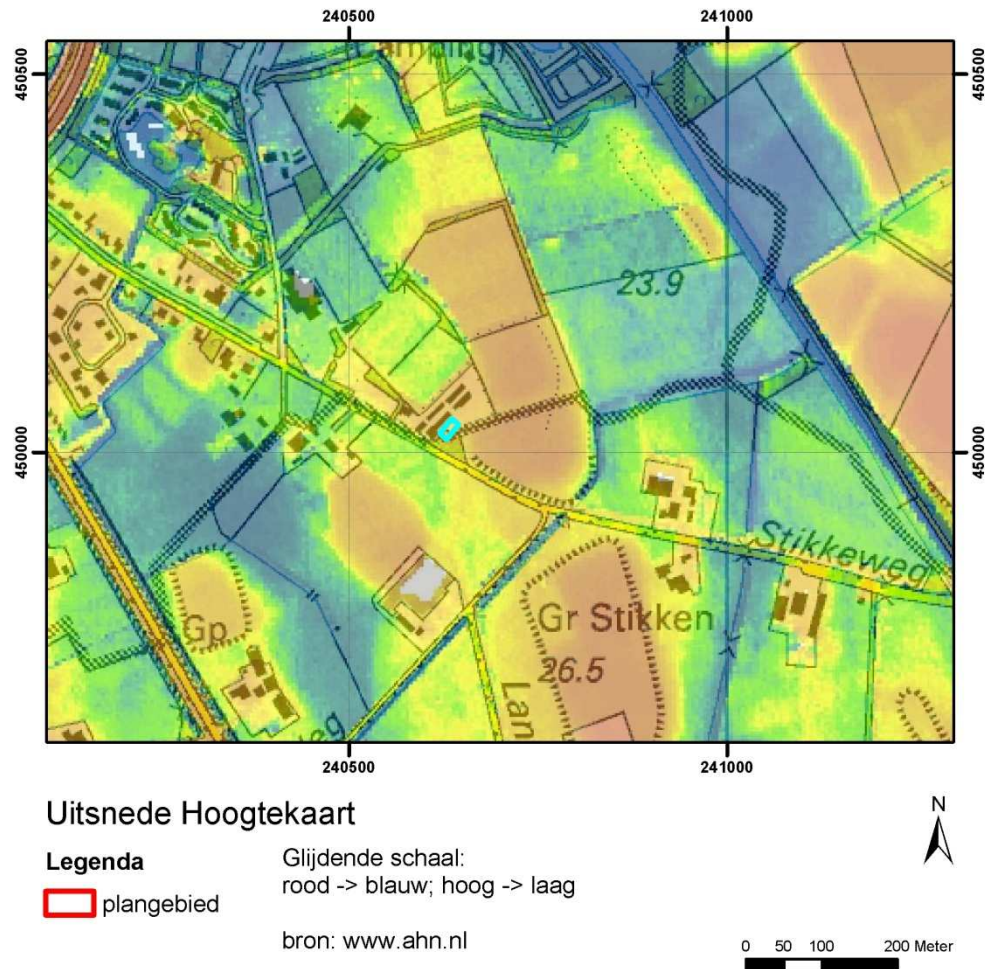 240500 241000
450500 450500
amping
23.9
450000 450000
Stikkeweg
Gp
Gr Stikken
26.5
Lan
eg
240500 241000
Uitsnede Hoogtekaart
N
Legenda
Glijdende schaal:
rood -> blauw; hoog -> laag
plangebied
bron: www.ahn.nl
0 50 100 200 Meter